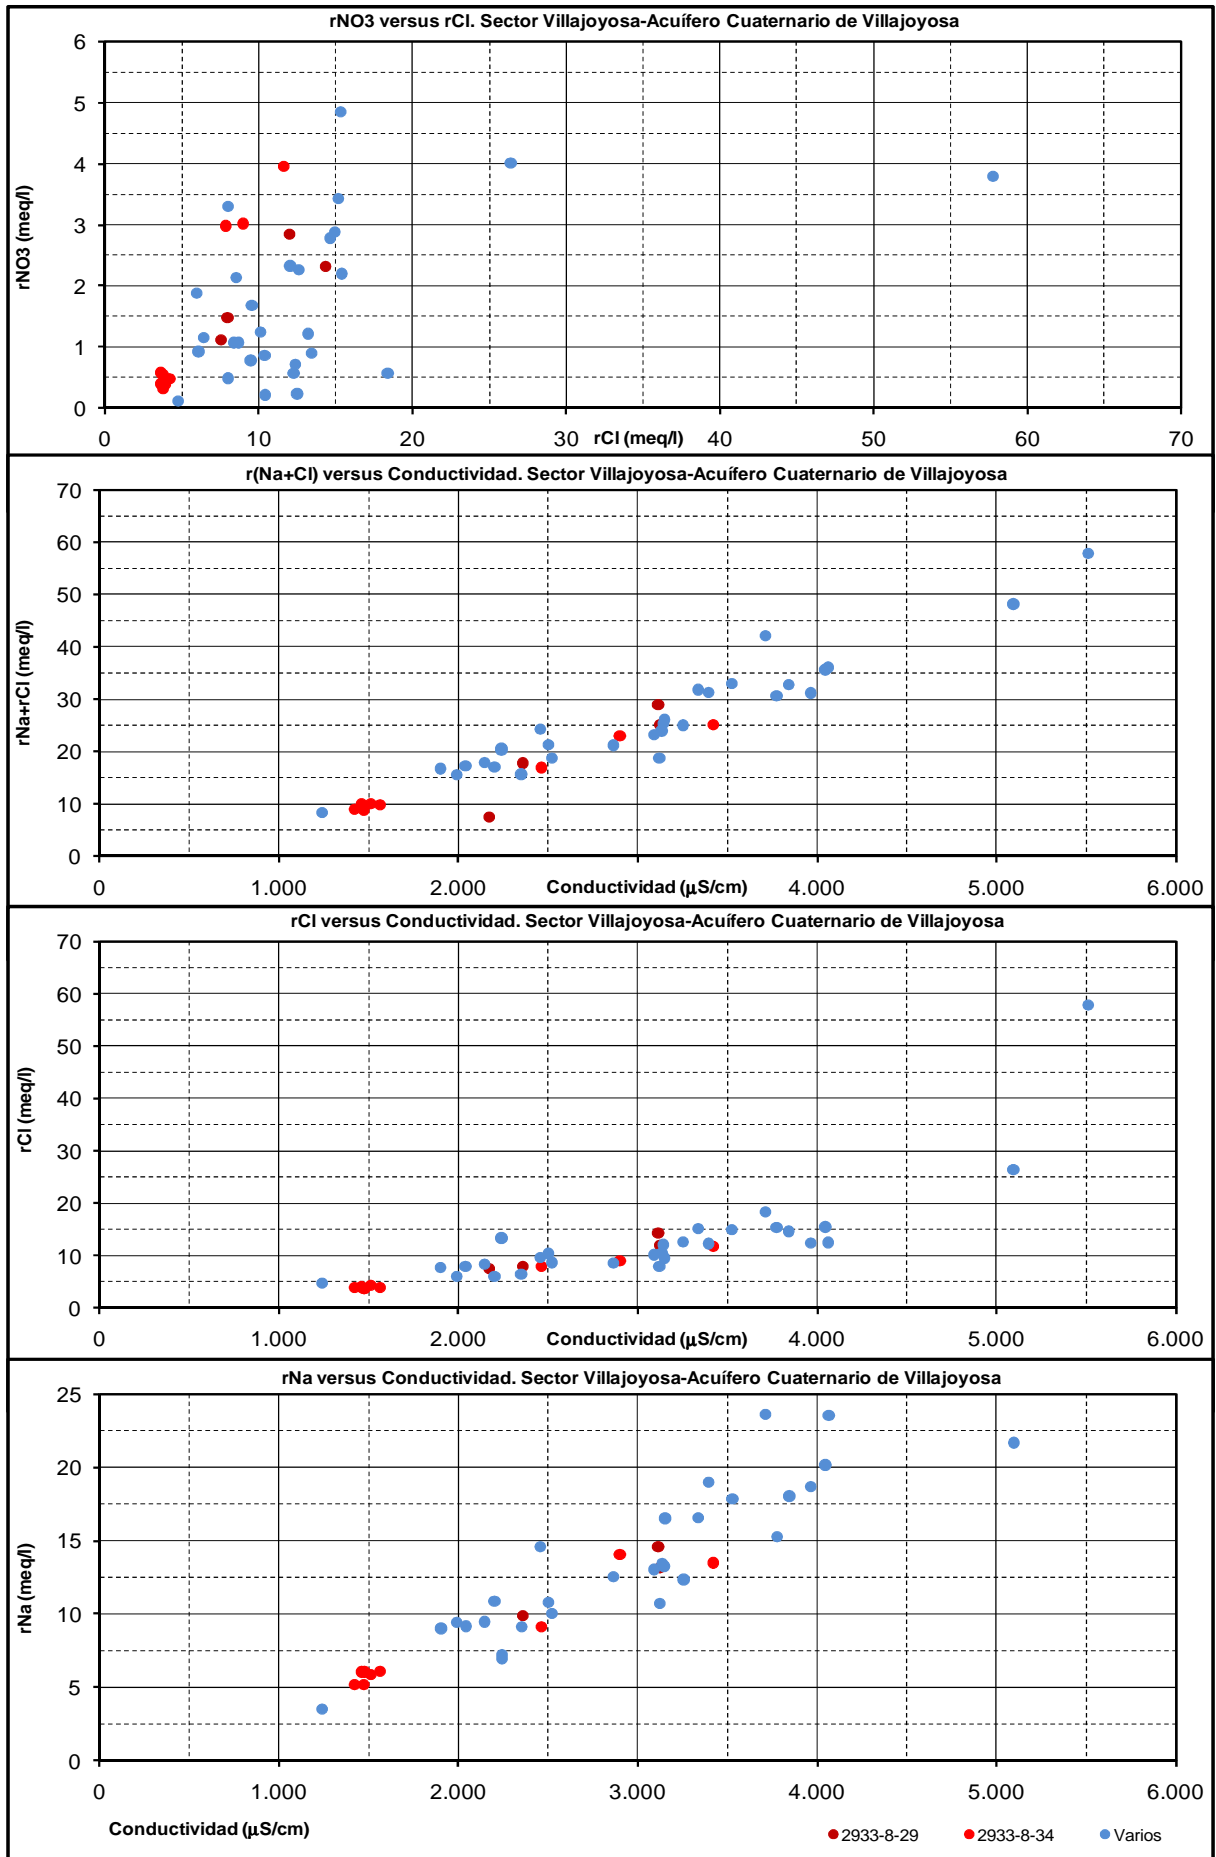 rNO3 versus rCl. Sector Villajoyosa-Acuífero Cuaternario de Villajoyosa
6
5
4
3
2
1
0
rNO3 (meq/l)
0 10 20 30 40 50 60 70
rCl (meq/l)
r(Na+Cl) versus Conductividad. Sector Villajoyosa-Acuífero Cuaternario de Villajoyosa
70
60
50
40
30
20
10
0
rNa+rCl (meq/l)
0 1.000 2.000 3.000 4.000 5.000 6.000
Conductividad (µS/cm)
rCl versus Conductividad. Sector Villajoyosa-Acuífero Cuaternario de Villajoyosa
70
60
50
40
30
20
10
0
rCl (meq/l)
0 1.000 2.000 3.000 4.000 5.000 6.000
Conductividad (µS/cm)
rNa versus Conductividad. Sector Villajoyosa-Acuífero Cuaternario de Villajoyosa
25
20
15
10
5
0
rNa (meq/l)
0 1.000 2.000 3.000 4.000 5.000 6.000
Conductividad (µS/cm)
2933-8-29 2933-8-34 Varios